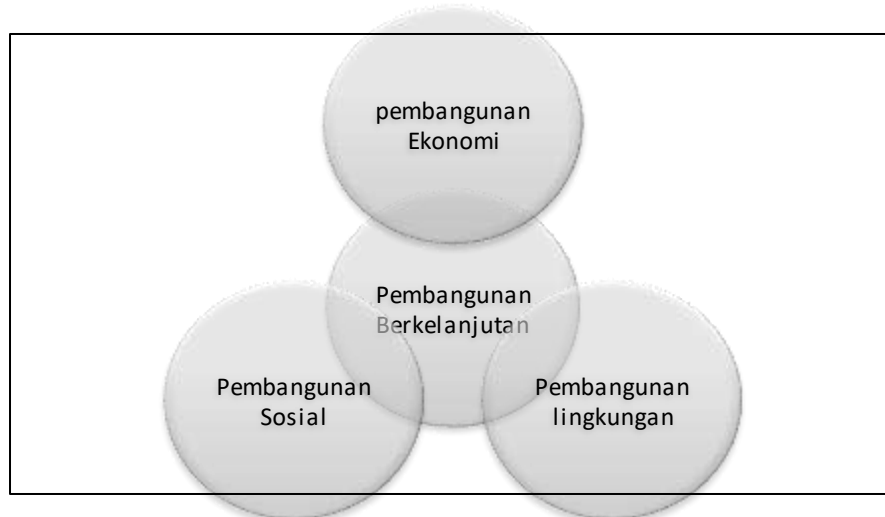 pembangunan
Ekonomi
Pembangunan
Berkelanjutan
Pembangunan
Sosial
Pembangunan
lingkungan